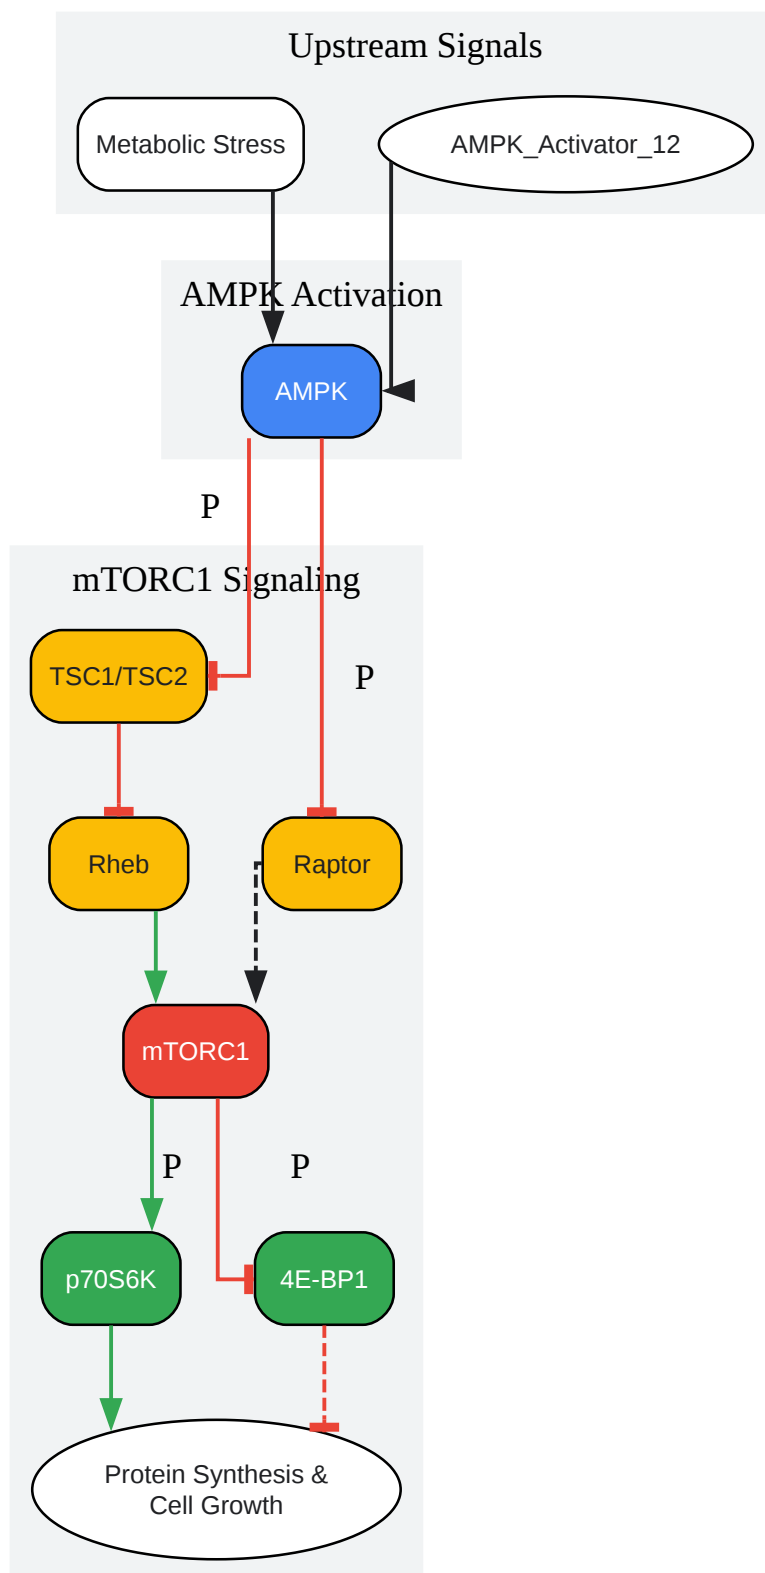 Upstream Signals
Metabolic Stress
AMPK_Activator_12
AMPK Activation
AMPK
P
mTORC1 Signaling
TSC1/TSC2
P
Rheb
Raptor
mTORC1
P
P
p70S6K
4E-BP1
Protein Synthesis &
Cell Growth